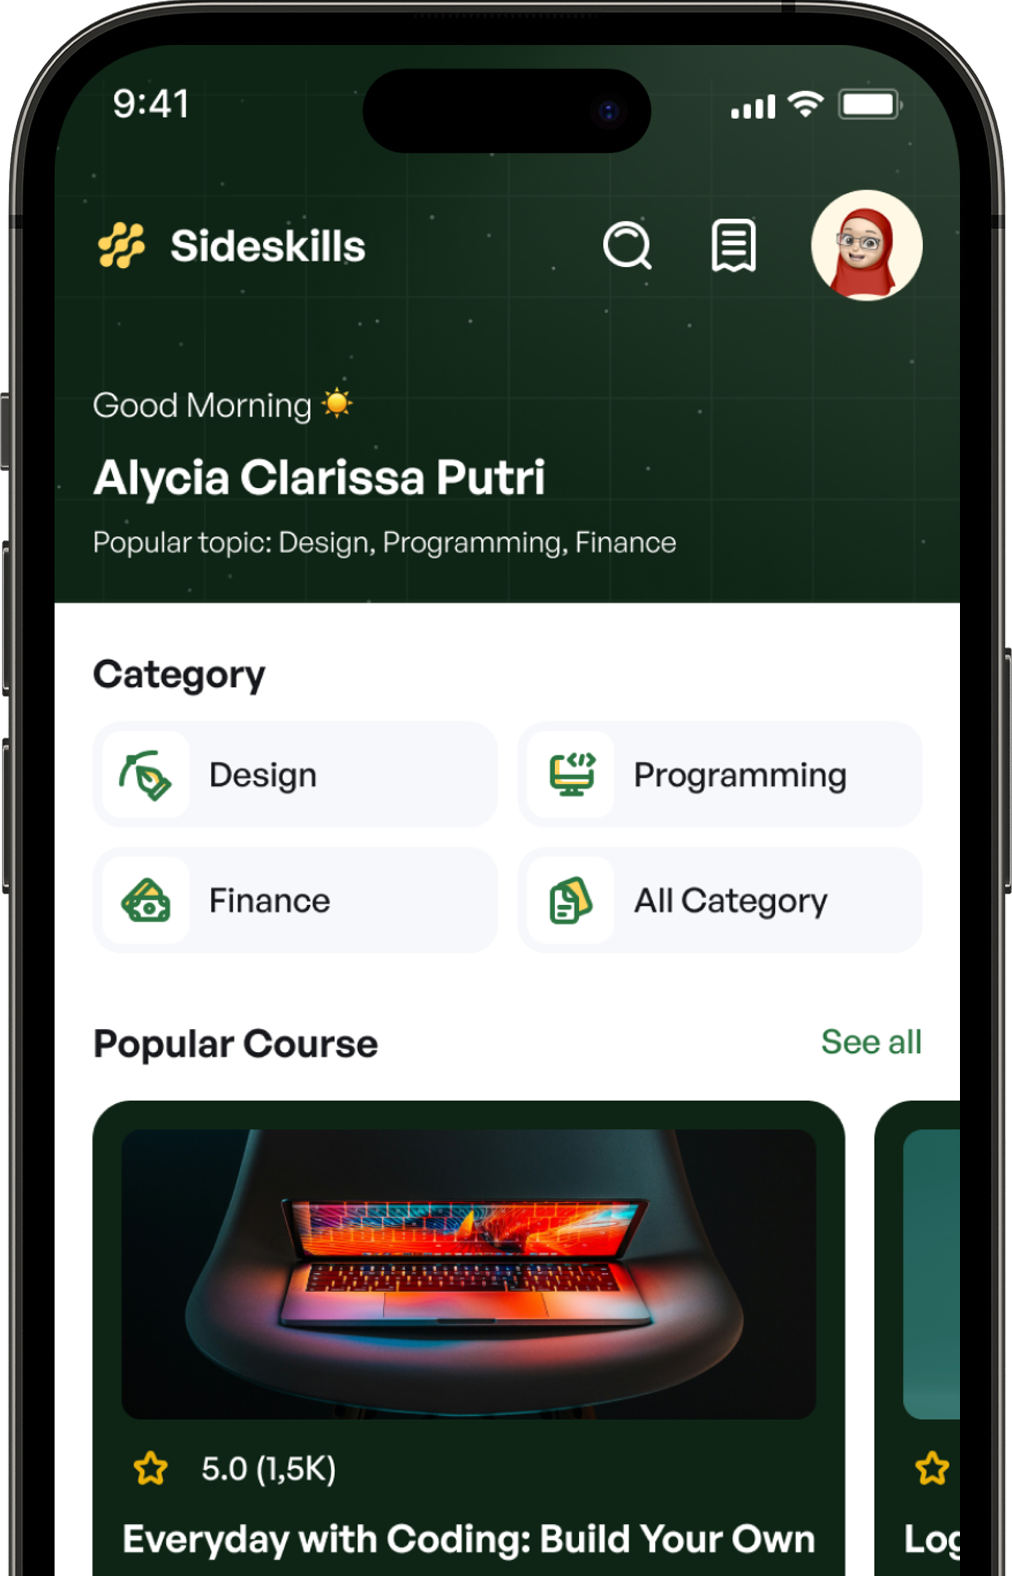 9:41
Sideskills
Good Morning ☀️
Alycia Clarissa Putri
Popular topic: Design, Programming, Finance
Category
Design
Programming
Finance
All Category
Popular Course
See all
5.0 (1,5K)
Everyday with Coding: Build Your Own